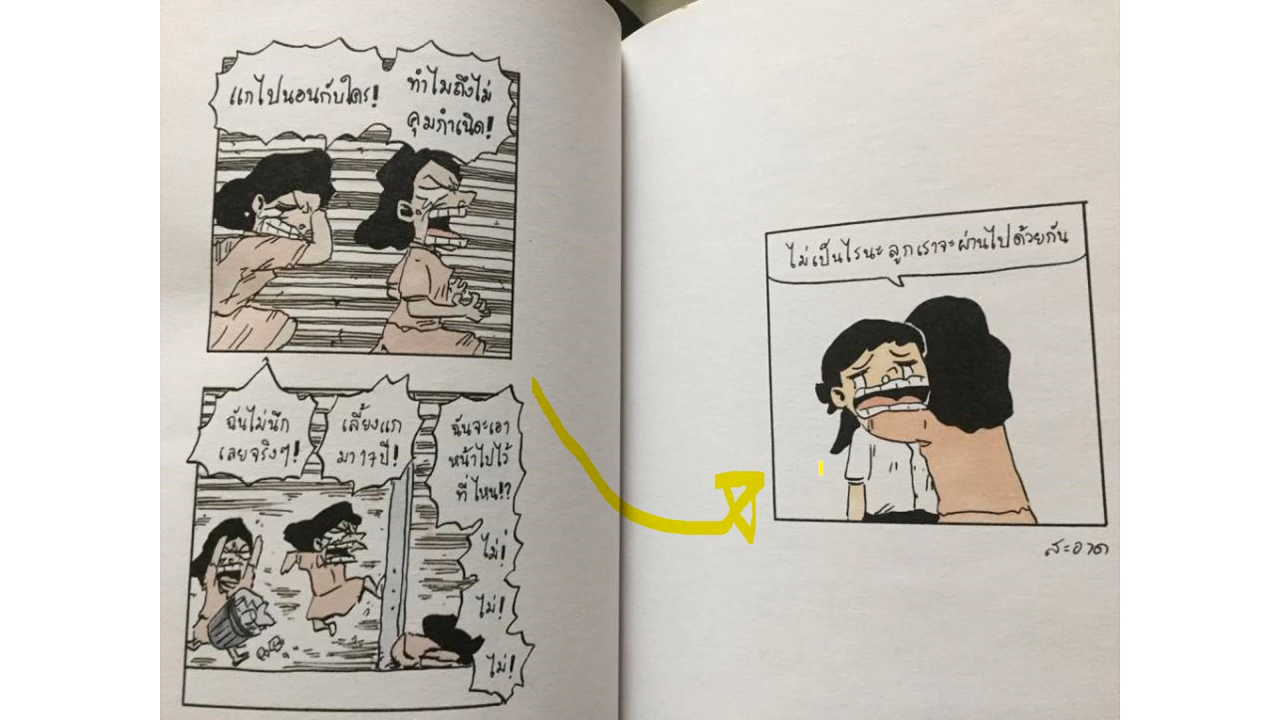 แกไปนอนกับใคร!
ทำไมถึงไม่
คุมกำเนิด!
ฉันไม่นึก
เลยจริงๆ!
เลี้ยงแก
มา 17 ปี!
ฉันจะเอา
หน้าไปไว้
ที่ไหน!?
ไม่!
ไม่!
ไม่!
ไม่เป็นไรนะลูกเราจะผ่านไปด้วยกัน
สะอาด